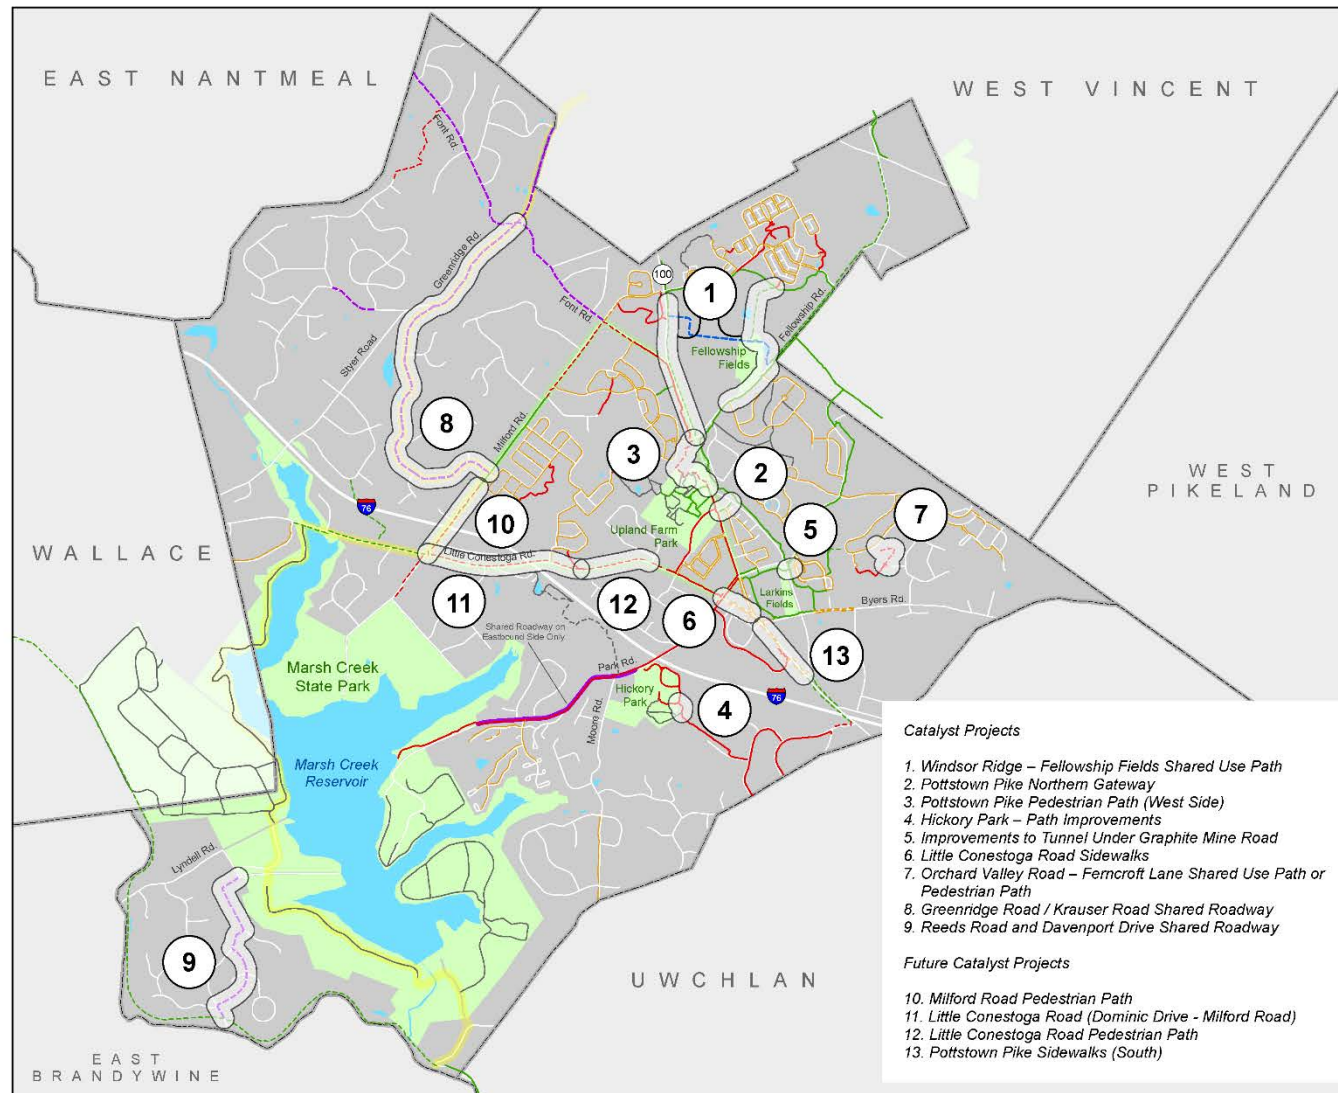 EAST NANTMEAL
WEST VINCENT
Font Rd.
Greenridge Rd.
100
1
Font Rd.
Fellowship Rd.
Styer Road
Fellowship
Fields
Milford Rd.
8
3
2
WEST
PIKELAND
76
10
7
Upland Farm
Park
5
WALLACE
Little Conestoga Rd.
11
12
Larkins
Fields
Byers Rd.
6
Shared Roadway on
Eastbound Side Only
13
Park Rd.
Marsh Creek
State Park
Hickory
Park
76
4
Moore Rd.
Marsh Creek
Reservoir
Lyndell Rd.
9
UWCHLAN
EAST
BRANDYWINE
Catalyst Projects
1. Windsor Ridge – Fellowship Fields Shared Use Path
2. Pottstown Pike Northern Gateway
3. Pottstown Pike Pedestrian Path (West Side)
4. Hickory Park – Path Improvements
5. Improvements to Tunnel Under Graphite Mine Road
6. Little Conestoga Road Sidewalks
7. Orchard Valley Road – Ferncroft Lane Shared Use Path or
Pedestrian Path
8. Greenridge Road / Krauser Road Shared Roadway
9. Reeds Road and Davenport Drive Shared Roadway
Future Catalyst Projects
10. Milford Road Pedestrian Path
11. Little Conestoga Road (Dominic Drive - Milford Road)
12. Little Conestoga Road Pedestrian Path
13. Pottstown Pike Sidewalks (South)